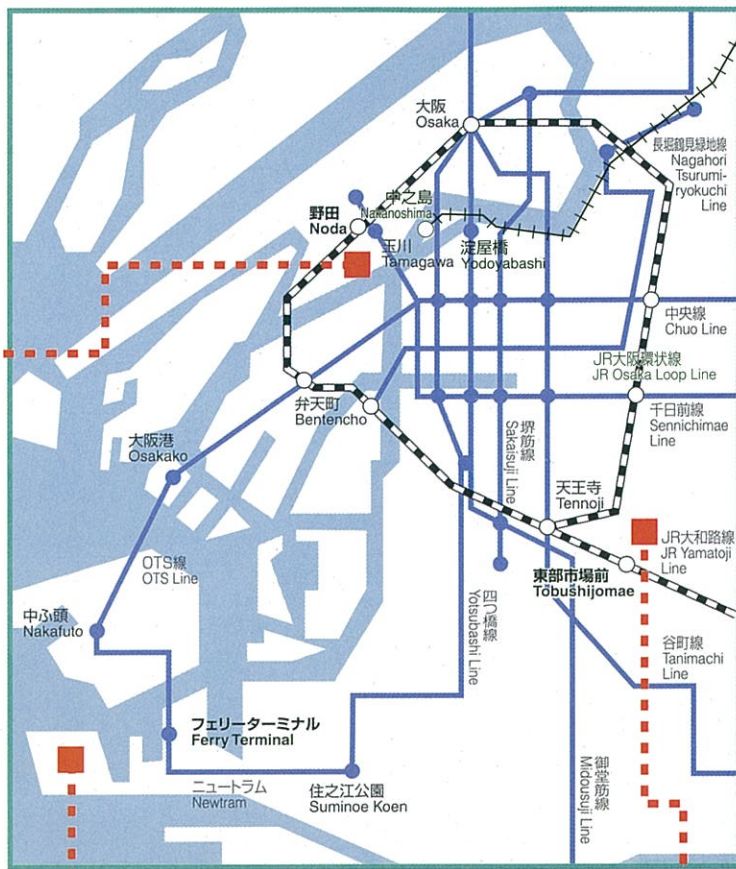 大阪
Osaka
長堀鶴見緑地線
Nagahori
Tsurumi-
ryokuchi
Line
中之島
Nakanoshima
野田
Noda
玉川
Tamagawa
淀屋橋
Yodoyabashi
中央線
Chuo Line
JR大阪環状線
JR Osaka Loop Line
弁天町
Bentencho
千日前線
Sennichimae
Line
大阪港
Osakako
堺筋線
Sakaisuji Line
天王寺
Tennoji
JR大和路線
JR Yamatoji
Line
OTS線
OTS Line
東部市場前
Tobushijomae
四つ橋線
Yotsubashi Line
中ふ頭
Nakafuto
谷町線
Tanimachi
Line
フェリーターミナル
Ferry Terminal
御堂筋線
Midousuji Line
ニュートラム
Newtram
住之江公園
Suminoe Koen